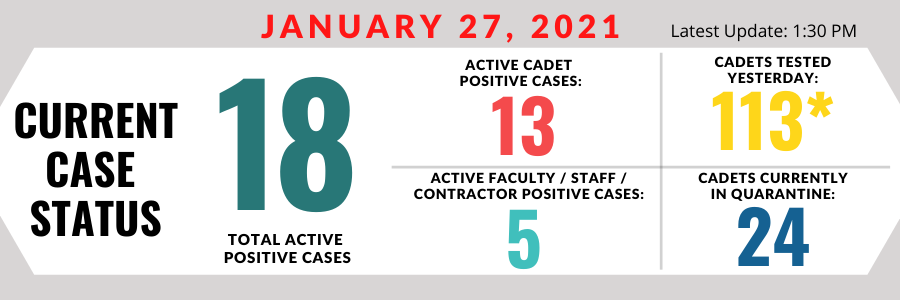 JANUARY 27, 2021
Latest Update: 1:30 PM
CURRENT
CASE
STATUS
18
TOTAL ACTIVE
POSITIVE CASES
ACTIVE CADET
POSITIVE CASES:
13
CADETS TESTED
YESTERDAY:
113*
ACTIVE FACULTY / STAFF /
CONTRACTOR POSITIVE CASES:
5
CADETS CURRENTLY
IN QUARANTINE:
24